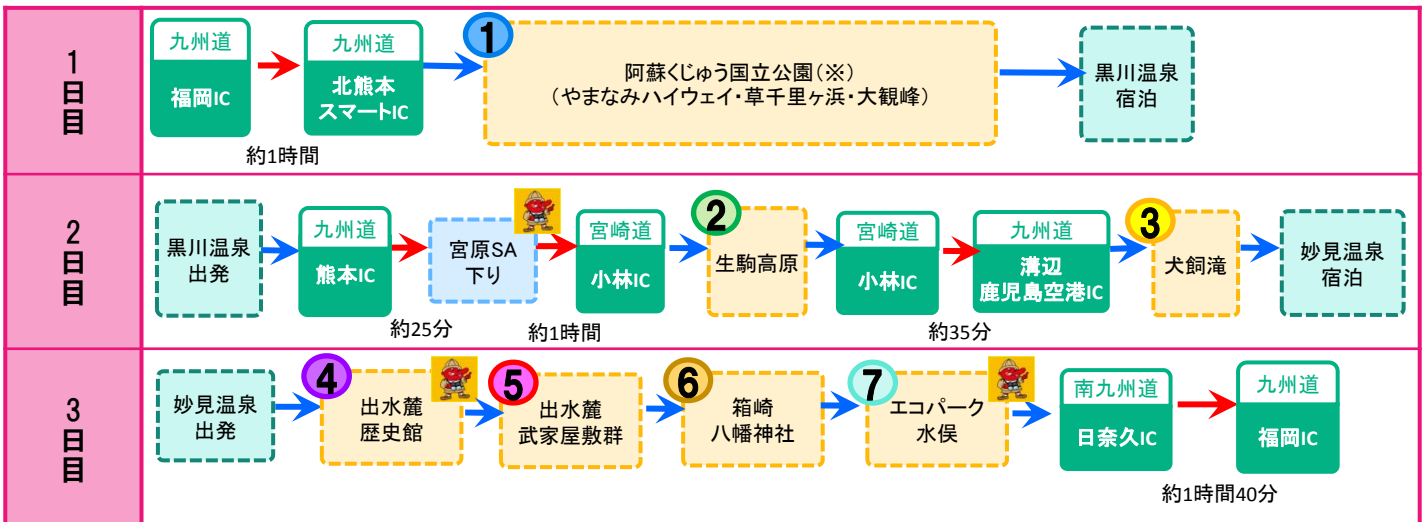 1
日
目
九州道
福岡IC
約1時間
九州道
北熊本
スマートIC
1
阿蘇くじゅう国立公園(※)
(やまなみハイウェイ・草千里ヶ浜・大観峰)
黒川温泉
宿泊
2
日
目
黒川温泉
出発
九州道
熊本IC
約25分
宮原SA
下り
約1時間
宮崎道
小林IC
2
生駒高原
宮崎道
小林IC
約35分
九州道
溝辺
鹿児島空港IC
3
犬飼滝
妙見温泉
宿泊
3
日
目
妙見温泉
出発
4
出水麓
歴史館
5
出水麓
武家屋敷群
6
箱崎
八幡神社
7
エコパーク
水俣
南九州道
日奈久IC
約1時間40分
九州道
福岡IC